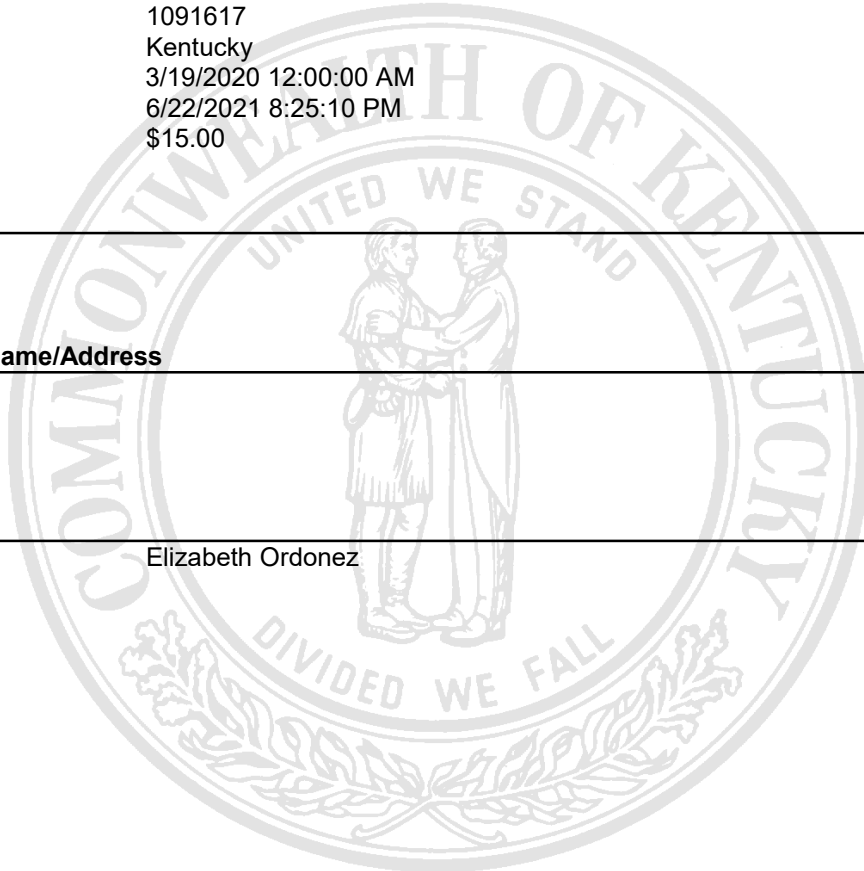 1091617
Kentucky
3/19/2020 12:00:00 AM
6/22/2021 8:25:10 PM
$15.00
COMMONWEALTH OF KENTUCKY
UNITED WE STAND
ame/Address
Elizabeth Ordonez
DIVIDED WE FALL